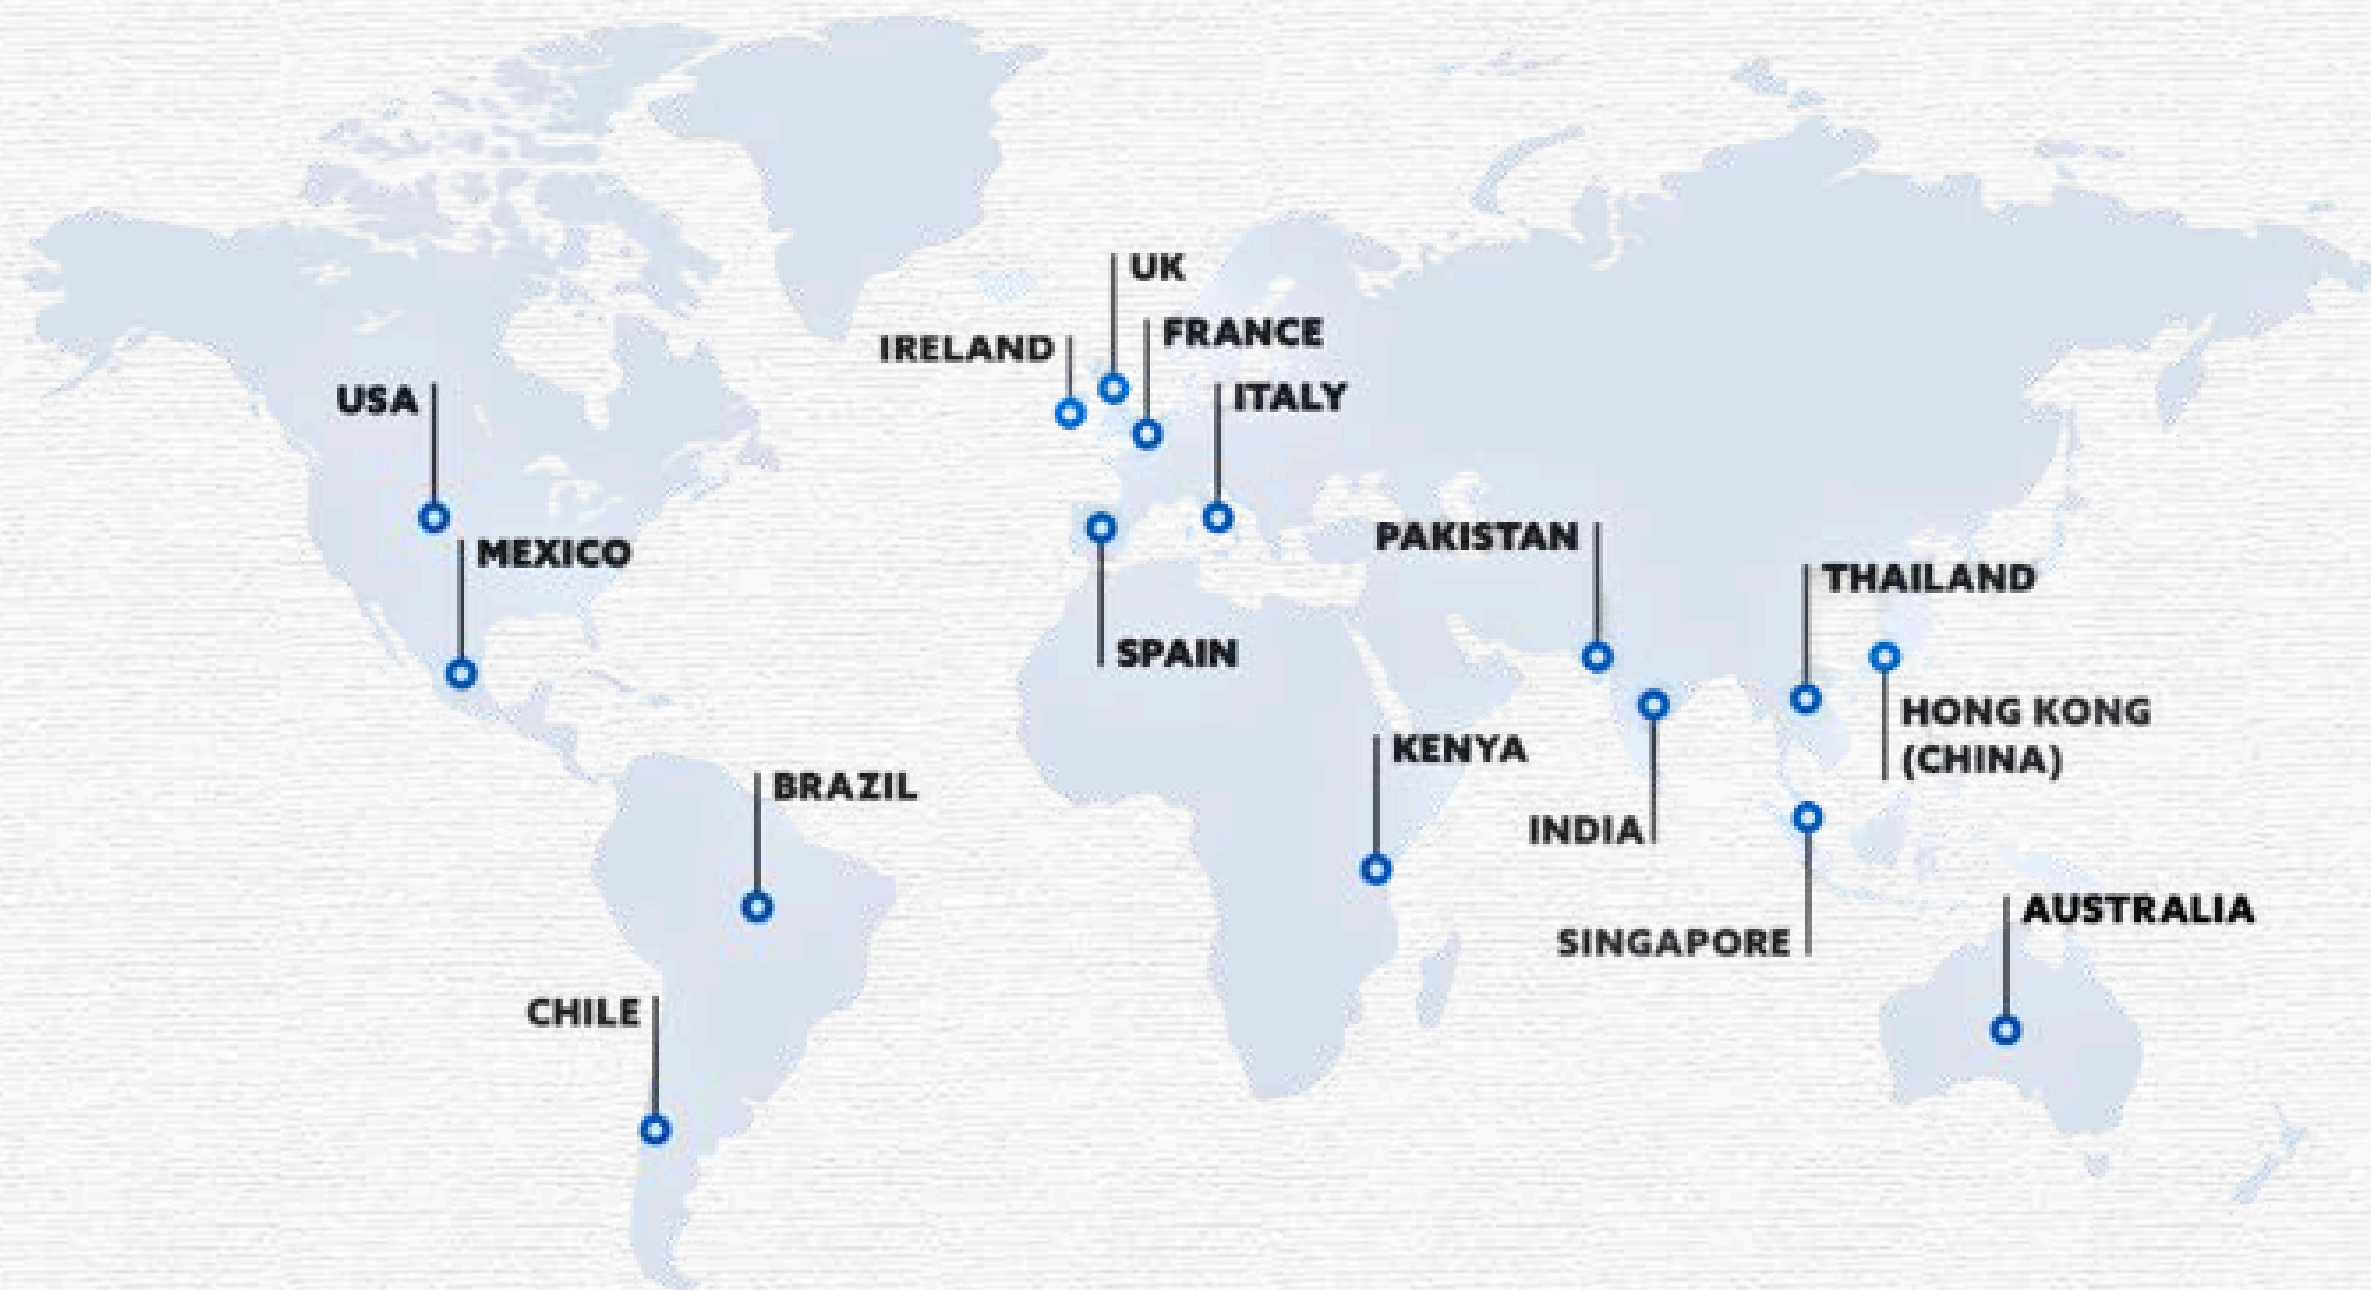 UK
FRANCE
IRELAND
ITALY
USA
PAKISTAN
MEXICO
THAILAND
SPAIN
HONG KONG
(CHINA)
KENYA
BRAZIL
INDIA
AUSTRALIA
SINGAPORE
CHILE